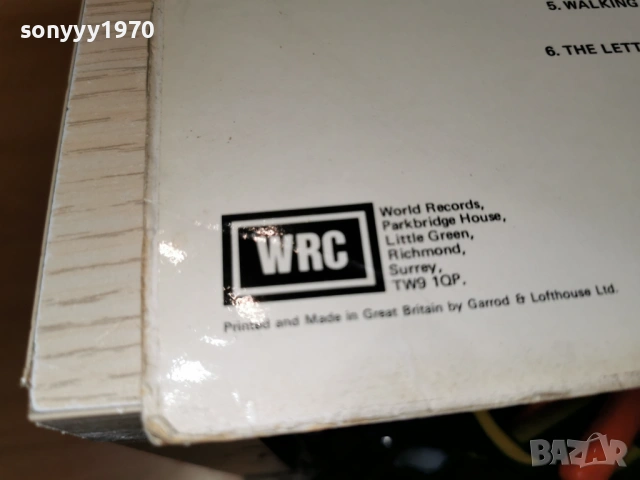 sonyyy1970
5. WALKING
6. THE LETT
WRC
World Records,
Parkbridge House,
Little Green,
Richmond,
Surrey,
TW9 1QP.
Printed and Made in Great Britain by Garrod & Lofthouse Ltd.
BAZAR